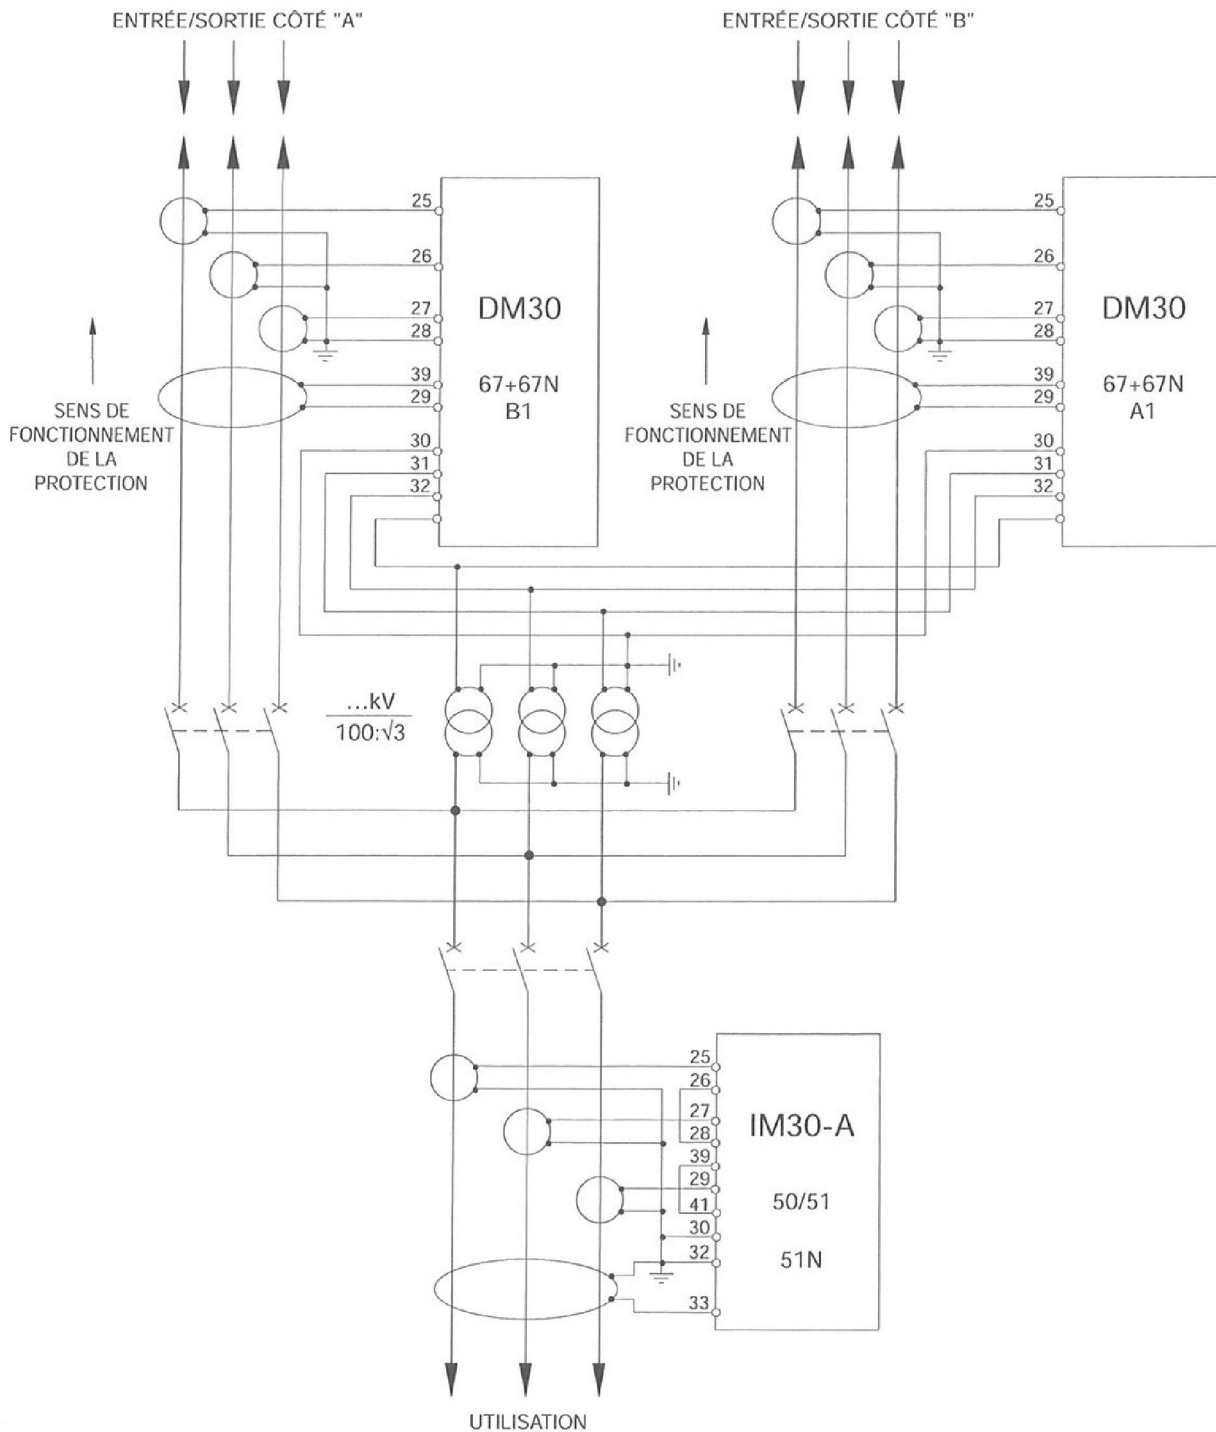 ENTRÉE/SORTIE CÔTÉ "A"
ENTRÉE/SORTIE CÔTÉ "B"
25
26
27
28
39
29
30
31
32
DM30
67+67N
B1
SENS DE
FONCTIONNEMENT
DE LA
PROTECTION
25
26
27
28
39
29
30
31
32
DM30
67+67N
A1
SENS DE
FONCTIONNEMENT
DE LA
PROTECTION
...kV
100:√3
25
26
27
28
39
29
41
30
32
33
IM30-A
50/51
51N
UTILISATION